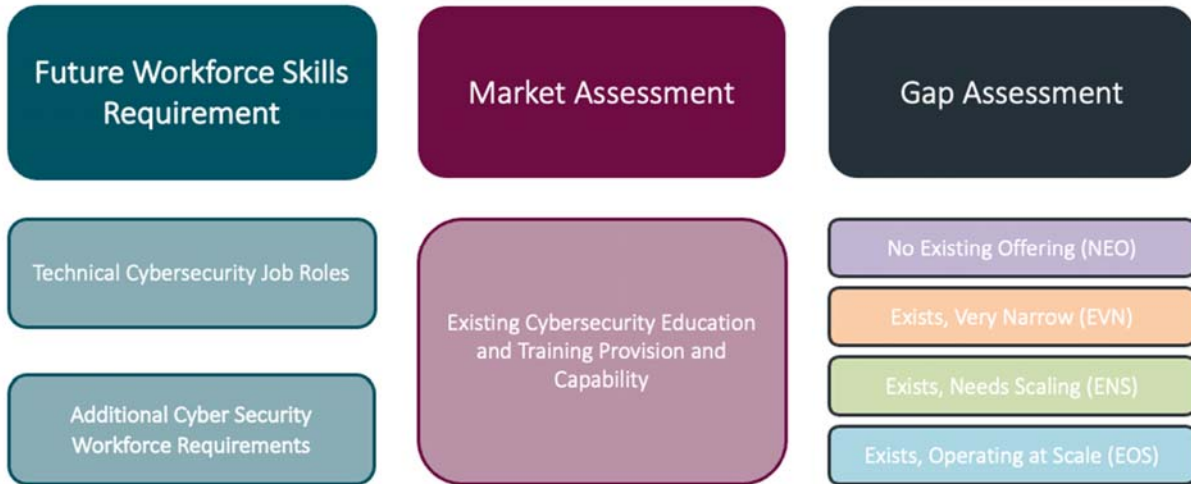 Future Workforce Skills
Requirement
Market Assessment
Gap Assessment
Technical Cybersecurity Job Roles
Additional Cyber Security
Workforce Requirements
Existing Cybersecurity Education
and Training Provision and
Capability
No Existing Offering (NEO)
Exists, Very Narrow (EVN)
Exists, Needs Scaling (ENS)
Exists, Operating at Scale (EOS)